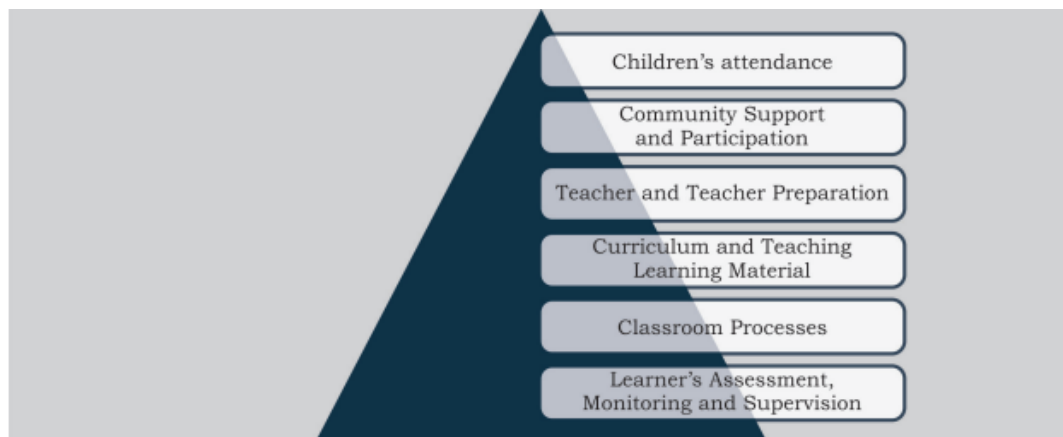 Children’s attendance
Community Support
and Participation
Teacher and Teacher Preparation
Curriculum and Teaching
Learning Material
Classroom Processes
Learner’s Assessment,
Monitoring and Supervision